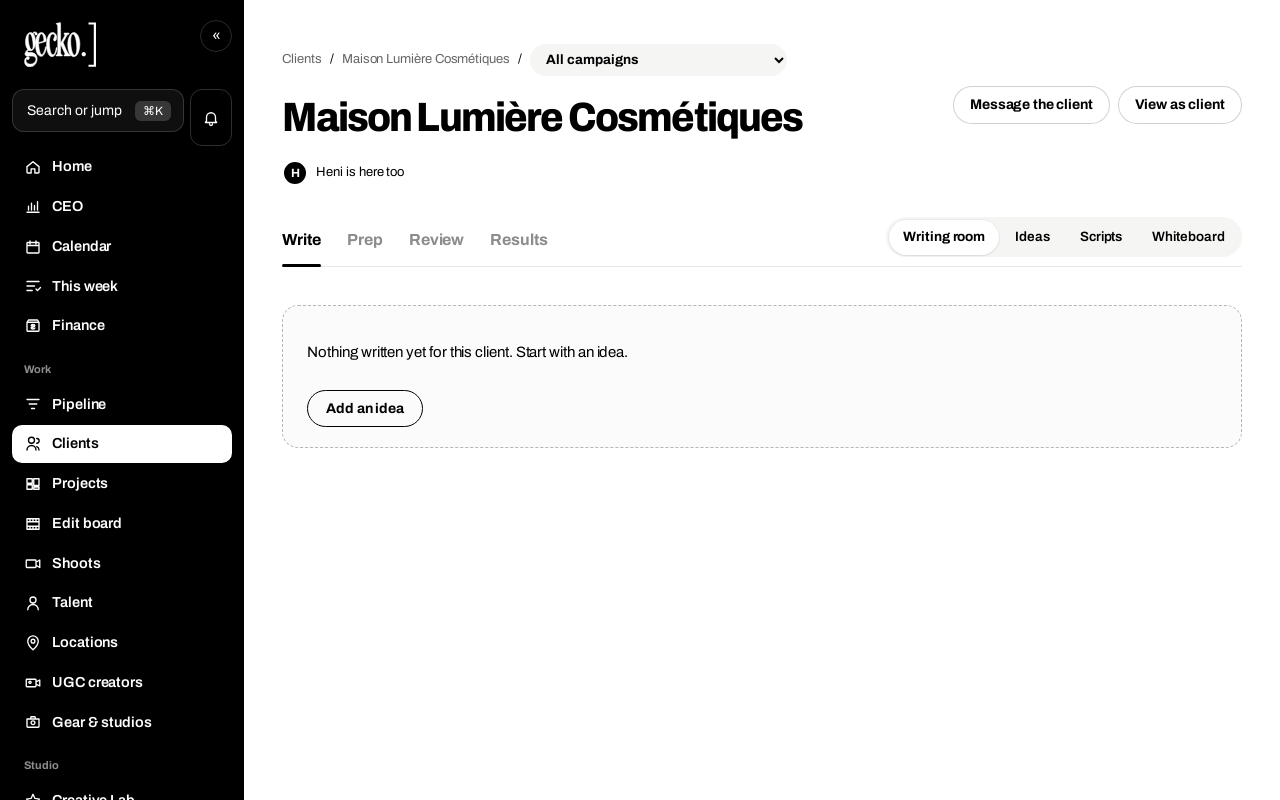 gecko.]
«
Search or jump ⌘K
Home
CEO
Calendar
This week
Finance
Work
Pipeline
Clients
Projects
Edit board
Shoots
Talent
Locations
UGC creators
Gear & studios
Studio
Creative Lab
Clients / Maison Lumière Cosmétiques / All campaigns
Maison Lumière Cosmétiques
Message the client
View as client
H Heni is here too
Write Prep Review Results
Writing room Ideas Scripts Whiteboard
Nothing written yet for this client. Start with an idea.
Add an idea